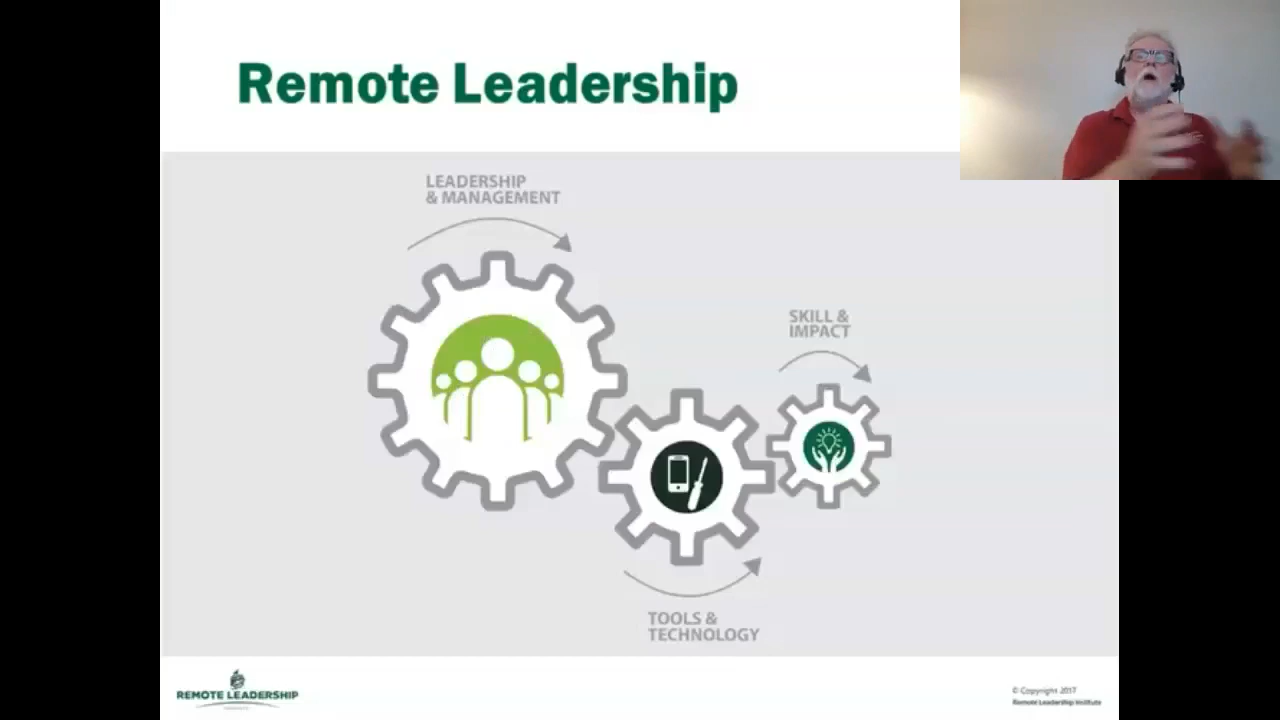 Remote Leadership
LEADERSHIP
& MANAGEMENT
SKILL &
IMPACT
TOOLS &
TECHNOLOGY
REMOTE LEADERSHIP
© Copyright 2017
Remote Leadership Institute